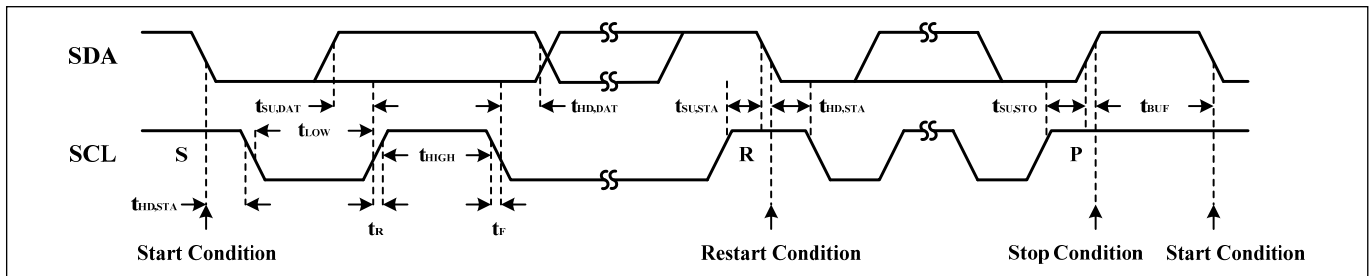 SDA
tSU,DAT tHD,DAT tSU,STA tHD,STA tSU,STO tBUF
tLOW
SCL S tHIGH R P
tHD,STA
tR tF
Start Condition Restart Condition Stop Condition Start Condition